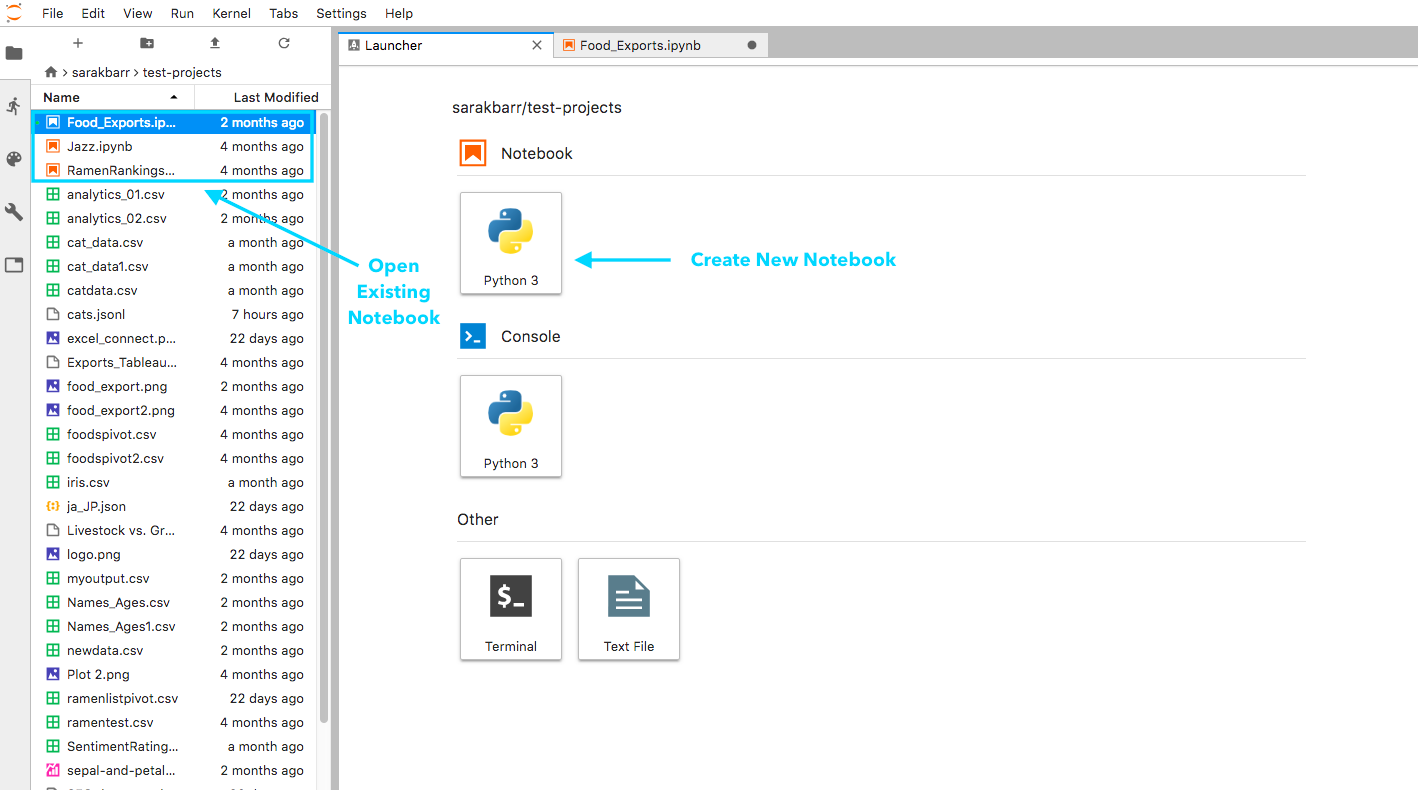 File Edit View Run Kernel Tabs Settings Help
Launcher
Food_Exports.ipynb
sarakbarr test-projects
Name Last Modified
Food_Exports.ip... 2 months ago
Jazz.ipynb 4 months ago
RamenRankings... 4 months ago
analytics_01.csv 2 months ago
analytics_02.csv 2 months ago
cat_data.csv a month ago
cat_data1.csv a month ago
catdata.csv a month ago
cats.jsonl 7 hours ago
excel_connect.p... 22 days ago
Exports_Tableau... 4 months ago
food_export.png 2 months ago
food_export2.png 4 months ago
foodspivot.csv 4 months ago
foodspivot2.csv 4 months ago
iris.csv a month ago
ja_JP.json 22 days ago
Livestock vs. Gr... 4 months ago
logo.png 22 days ago
myoutput.csv 2 months ago
Names_Ages.csv 2 months ago
Names_Ages1.csv 2 months ago
newdata.csv 2 months ago
Plot 2.png 4 months ago
ramenlistpivot.csv 22 days ago
ramentest.csv 4 months ago
SentimentRating... a month ago
sepal-and-petal... 2 months ago
Open
Existing
Notebook
sarakbarr/test-projects
Notebook
Python 3
Create New Notebook
Console
Python 3
Other
$_
Terminal
Text File